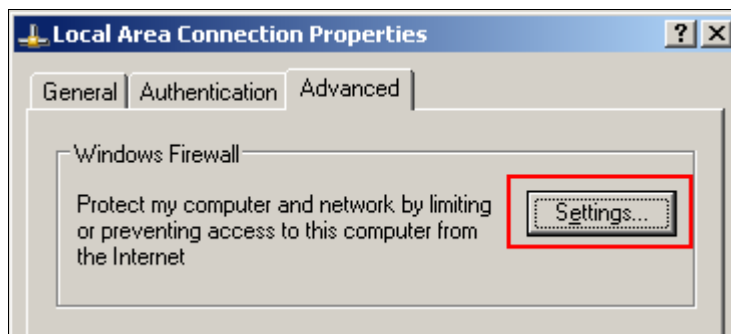 Local Area Connection Properties
General Authentication Advanced
Windows Firewall
Protect my computer and network by limiting
or preventing access to this computer from
the Internet
Settings...